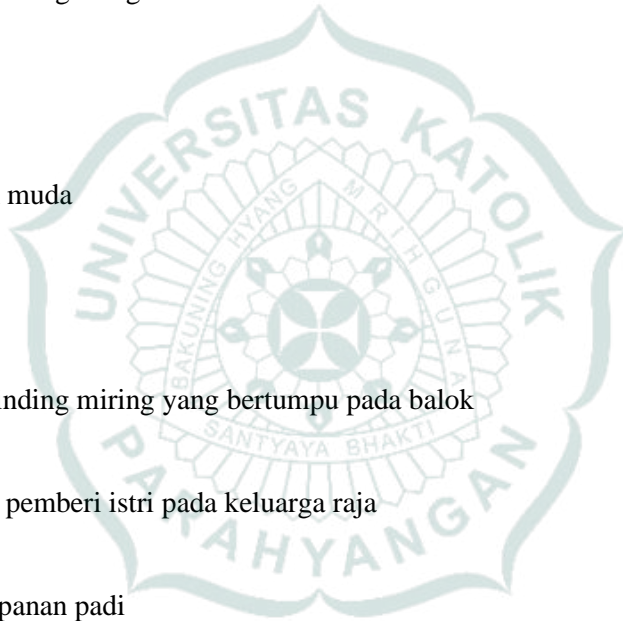 muda
inding miring yang bertumpu pada balok
pemberi istri pada keluarga raja
panan padi
UNIVERSITAS KATOLIK
PARAHYANGAN
BAKUNING HYANG MRIH GUNA
SANTYAYA BHAKTI